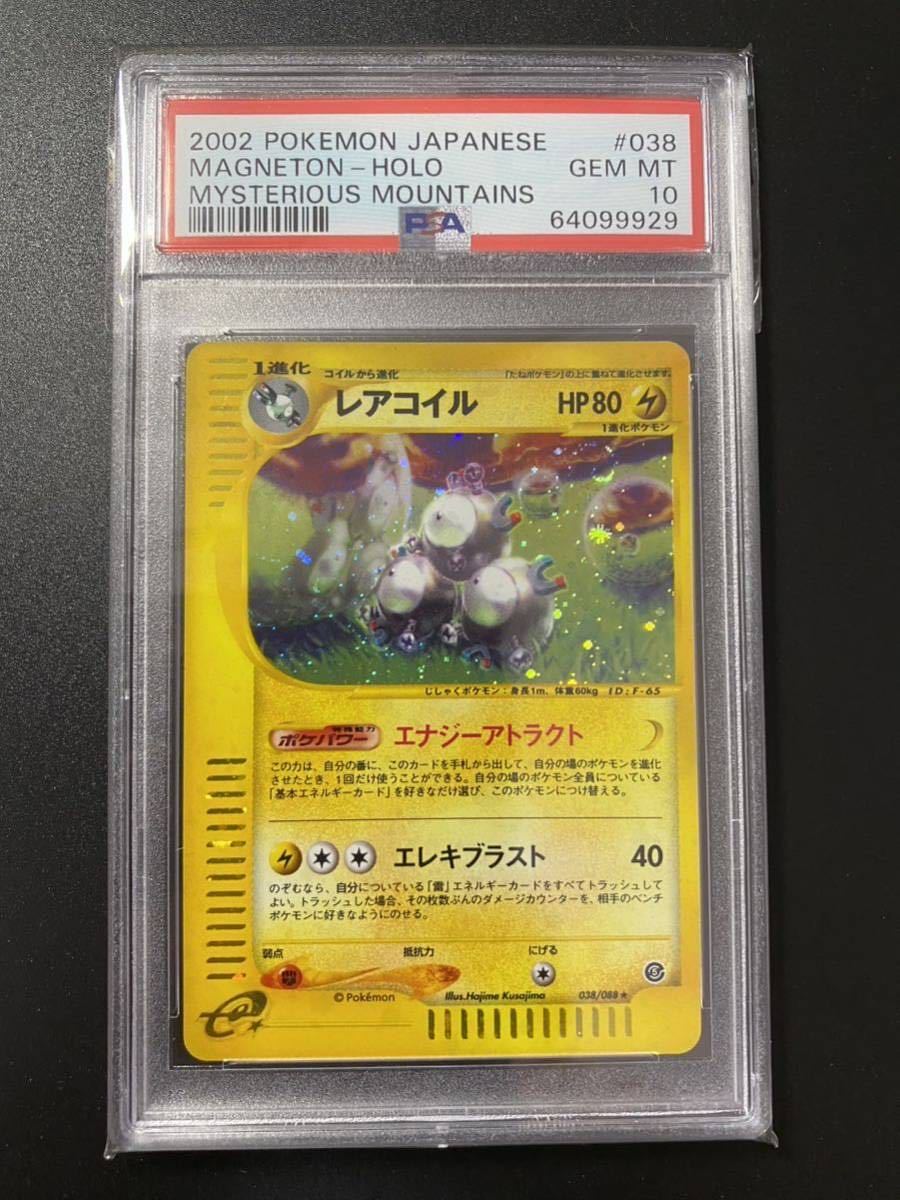 2002 POKEMON JAPANESE #038
MAGNETON - HOLO GEM MT
MYSTERIOUS MOUNTAINS 10
PSA 64099929
1進化 コイルから進化 「たねポケモン」の上に重ねて進化させます。
レアコイル HP80
1進化ポケモン
じしゃくポケモン:身長1m、体重60kg ID:F-65
特殊能力
ポケパワー エナジーアトラクト
この力は、自分の番に、このカードを手札から出して、自分の場のポケモンを進化
させたとき、1回だけ使うことができる。自分の場のポケモン全員についている
「基本エネルギーカード」を好きなだけ選び、このポケモンにつけ替える。
エレキブラスト 40
のぞむなら、自分についている「雷」エネルギーカードをすべてトラッシュして
よい。トラッシュした場合、その枚数ぶんのダメージカウンターを、相手のベンチ
ポケモンに好きなようにのせる。
弱点 抵抗力 にげる
© Pokémon Illus.Hajime Kusajima 038/088★
e